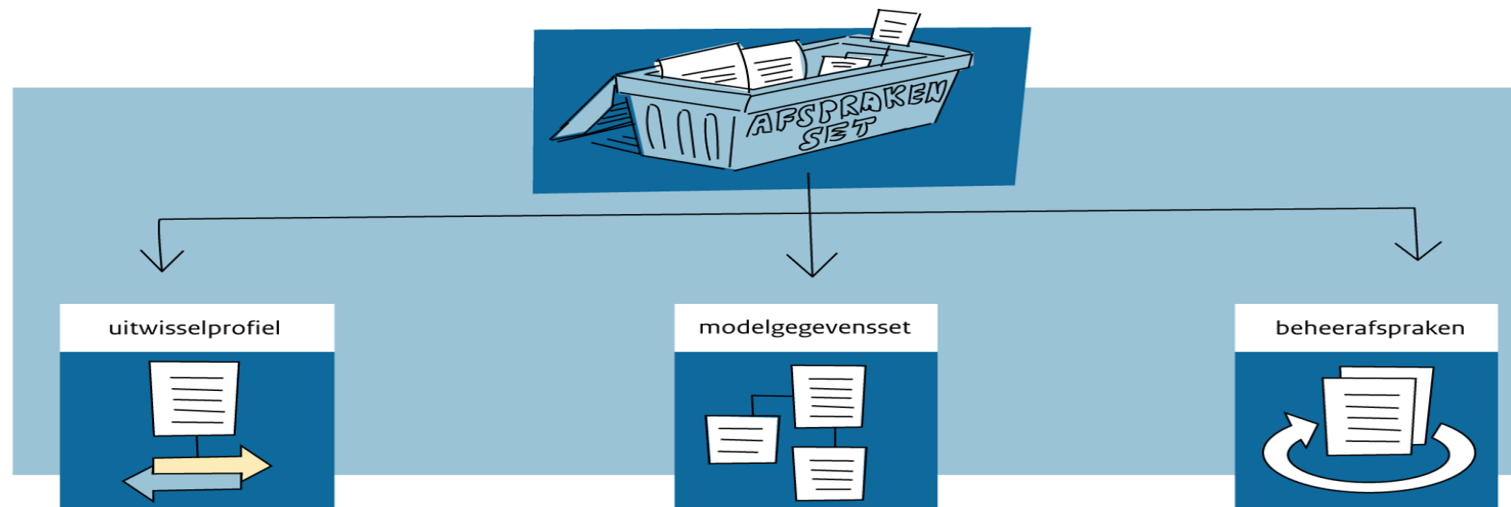 AFSPRAKEN
SET
uitwisselprofiel
modelgegevensset
beheerafspraken